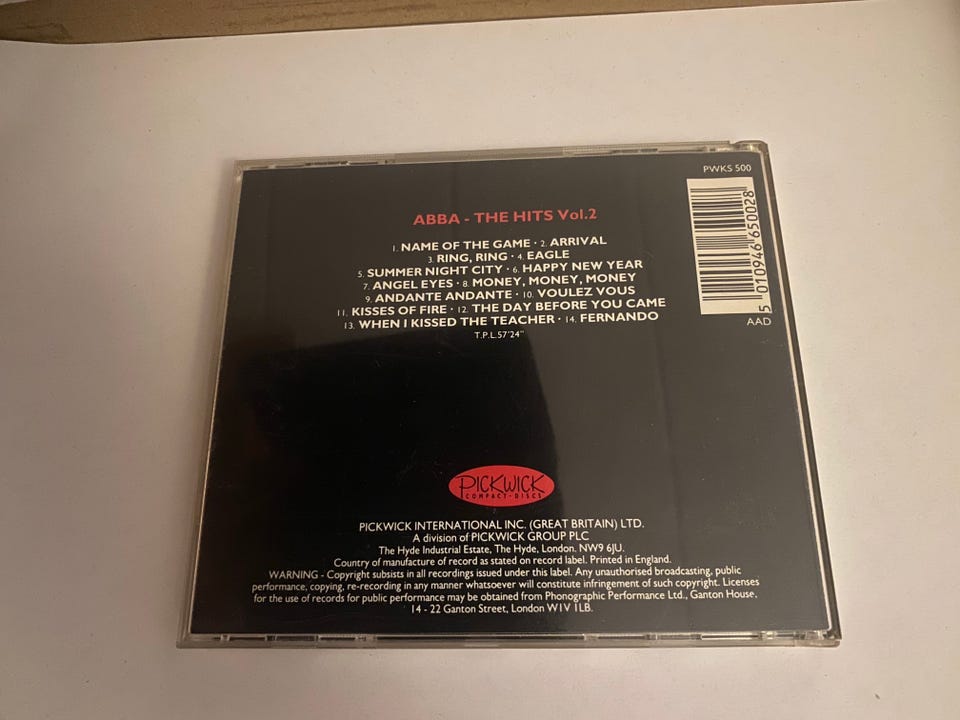 PWKS 500
ABBA - THE HITS Vol.2
1. NAME OF THE GAME · 2. ARRIVAL
3. RING, RING · 4. EAGLE
5. SUMMER NIGHT CITY · 6. HAPPY NEW YEAR
7. ANGEL EYES · 8. MONEY, MONEY, MONEY
9. ANDANTE ANDANTE · 10. VOULEZ VOUS
11. KISSES OF FIRE · 12. THE DAY BEFORE YOU CAME
13. WHEN I KISSED THE TEACHER · 14. FERNANDO
T.P.L.57'24"
5 010946 650028
AAD
PICKWICK
COMPACT·DISCS
PICKWICK INTERNATIONAL INC. (GREAT BRITAIN) LTD.
A division of PICKWICK GROUP PLC
The Hyde Industrial Estate, The Hyde, London. NW9 6JU.
Country of manufacture of record as stated on record label. Printed in England.
WARNING - Copyright subsists in all recordings issued under this label. Any unauthorised broadcasting, public
performance, copying, re-recording in any manner whatsoever will constitute infringement of such copyright. Licenses
for the use of records for public performance may be obtained from Phonographic Performance Ltd., Ganton House,
14 - 22 Ganton Street, London W1V 1LB.